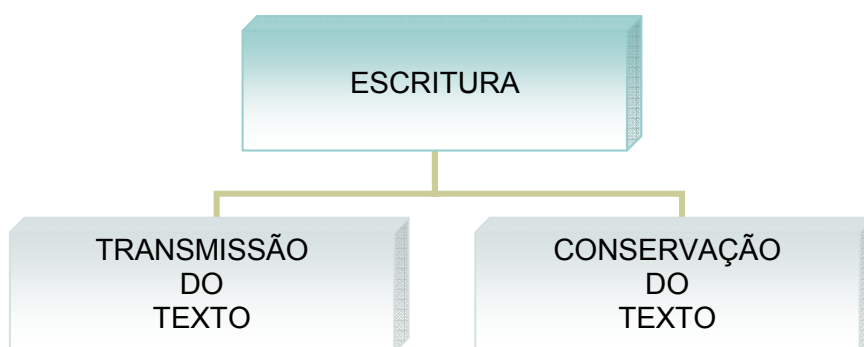 ESCRITURA
TRANSMISSÃO
DO
TEXTO
CONSERVAÇÃO
DO
TEXTO